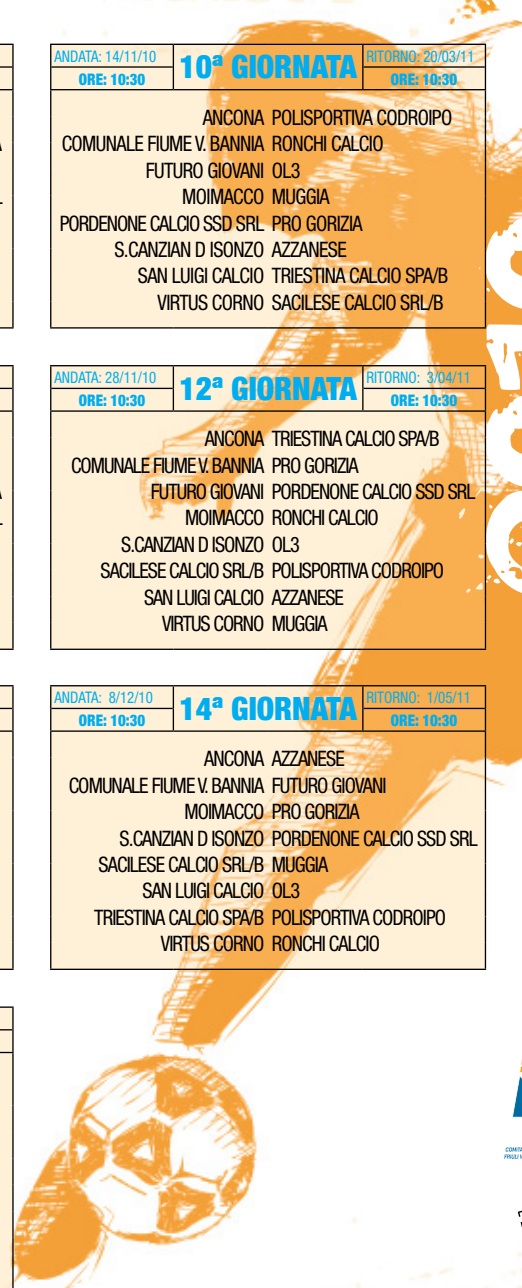 ANDATA: 14/11/10 10ª GIORNATA RITORNO: 20/03/11
ORE: 10:30 ORE: 10:30
ANCONA POLISPORTIVA CODROIPO
COMUNALE FIUME V. BANNIA RONCHI CALCIO
FUTURO GIOVANI OL3
MOIMACCO MUGGIA
PORDENONE CALCIO SSD SRL PRO GORIZIA
S.CANZIAN D ISONZO AZZANESE
SAN LUIGI CALCIO TRIESTINA CALCIO SPA/B
VIRTUS CORNO SACILESE CALCIO SRL/B
ANDATA: 28/11/10 12ª GIORNATA RITORNO: 3/04/11
ORE: 10:30 ORE: 10:30
ANCONA TRIESTINA CALCIO SPA/B
COMUNALE FIUME V. BANNIA PRO GORIZIA
FUTURO GIOVANI PORDENONE CALCIO SSD SRL
MOIMACCO RONCHI CALCIO
S.CANZIAN D ISONZO OL3
SACILESE CALCIO SRL/B POLISPORTIVA CODROIPO
SAN LUIGI CALCIO AZZANESE
VIRTUS CORNO MUGGIA
ANDATA: 8/12/10 14ª GIORNATA RITORNO: 1/05/11
ORE: 10:30 ORE: 10:30
ANCONA AZZANESE
COMUNALE FIUME V. BANNIA FUTURO GIOVANI
MOIMACCO PRO GORIZIA
S.CANZIAN D ISONZO PORDENONE CALCIO SSD SRL
SACILESE CALCIO SRL/B MUGGIA
SAN LUIGI CALCIO OL3
TRIESTINA CALCIO SPA/B POLISPORTIVA CODROIPO
VIRTUS CORNO RONCHI CALCIO